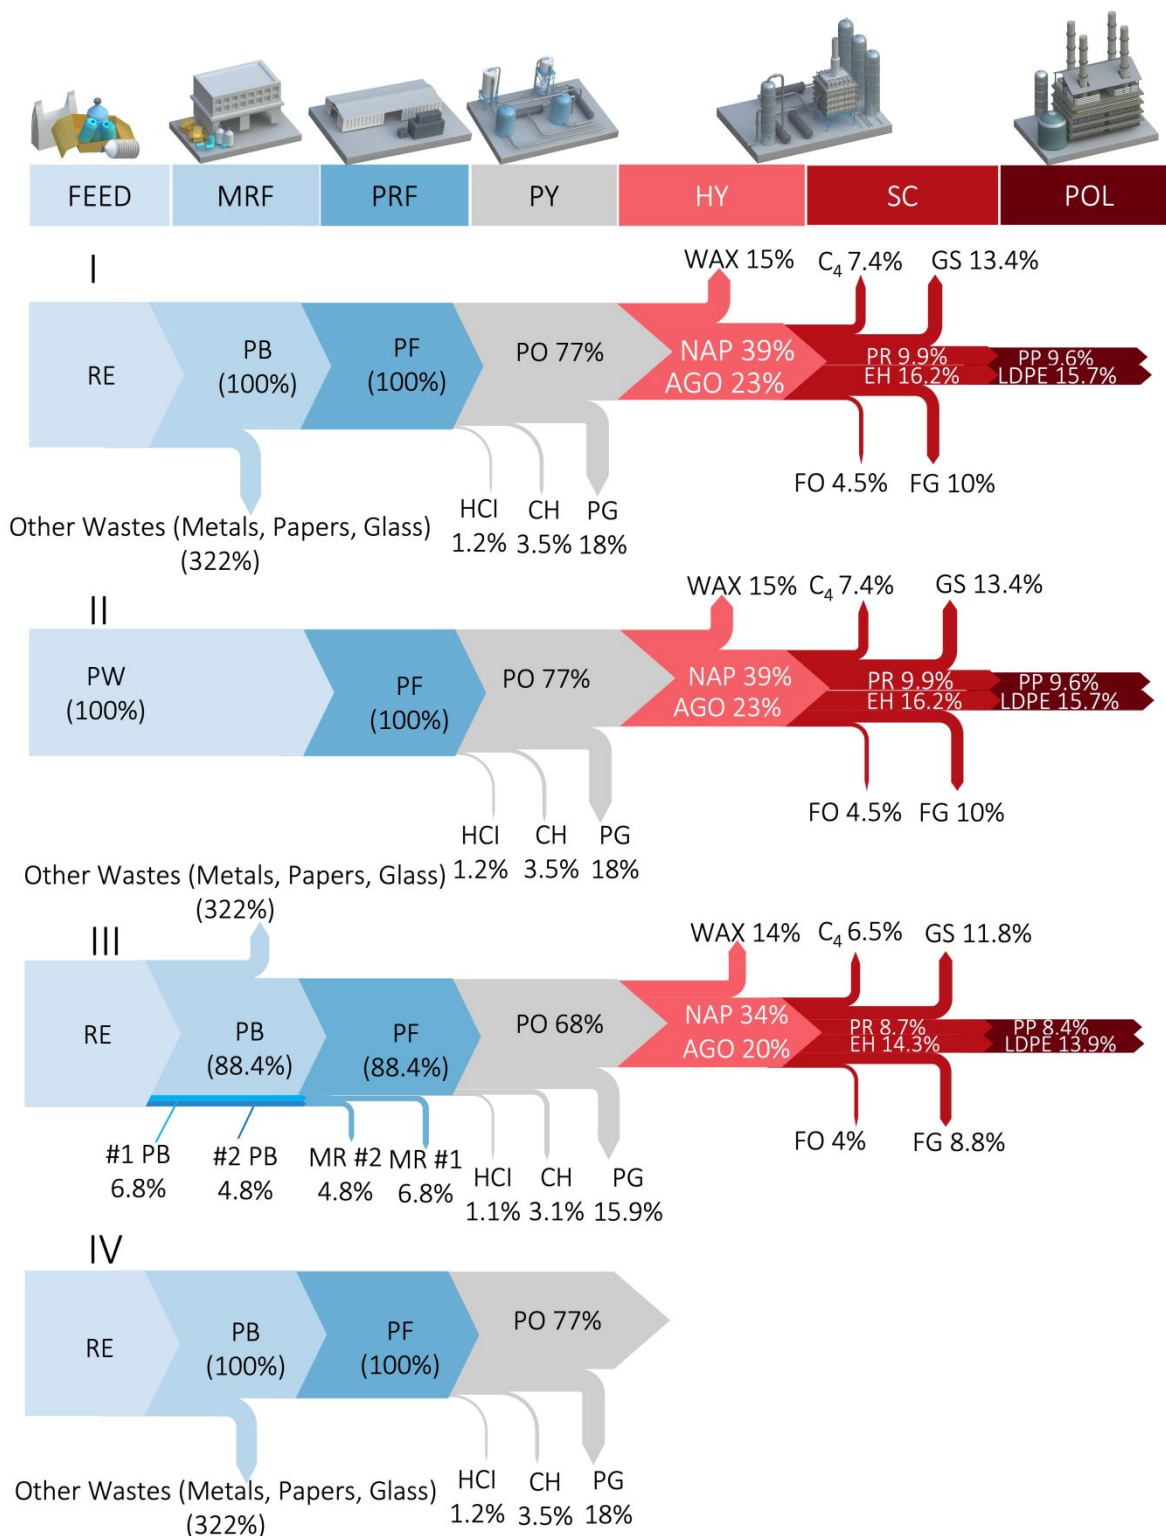 FEED MRF PRF PY HY SC POL
I
WAX 15% C₄ 7.4% GS 13.4%
RE
PB
(100%)
PF
(100%)
PO 77%
NAP 39%
AGO 23%
PR 9.9%
EH 16.2%
PP 9.6%
LDPE 15.7%
FO 4.5% FG 10%
HCl
1.2%
CH
3.5%
PG
18%
Other Wastes (Metals, Papers, Glass)
(322%)
II
WAX 15% C₄ 7.4% GS 13.4%
PW
(100%)
PF
(100%)
PO 77%
NAP 39%
AGO 23%
PR 9.9%
EH 16.2%
PP 9.6%
LDPE 15.7%
FO 4.5% FG 10%
HCl
1.2%
CH
3.5%
PG
18%
Other Wastes (Metals, Papers, Glass)
(322%)
III
WAX 14% C₄ 6.5% GS 11.8%
RE
PB
(88.4%)
PF
(88.4%)
PO 68%
NAP 34%
AGO 20%
PR 8.7%
EH 14.3%
PP 8.4%
LDPE 13.9%
FO 4% FG 8.8%
#1 PB
6.8%
#2 PB
4.8%
MR #2
4.8%
MR #1
6.8%
HCl
1.1%
CH
3.1%
PG
15.9%
IV
RE
PB
(100%)
PF
(100%)
PO 77%
HCl
1.2%
CH
3.5%
PG
18%
Other Wastes (Metals, Papers, Glass)
(322%)